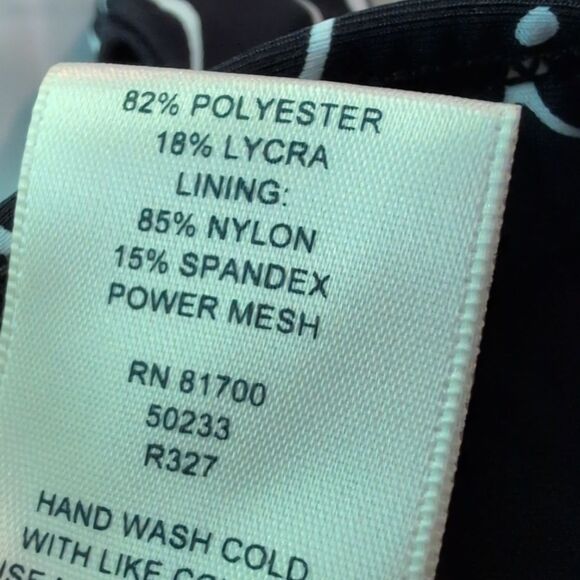 82% POLYESTER
18% LYCRA
LINING:
85% NYLON
15% SPANDEX
POWER MESH
RN 81700
50233
R327
HAND WASH COLD
WITH LIKE